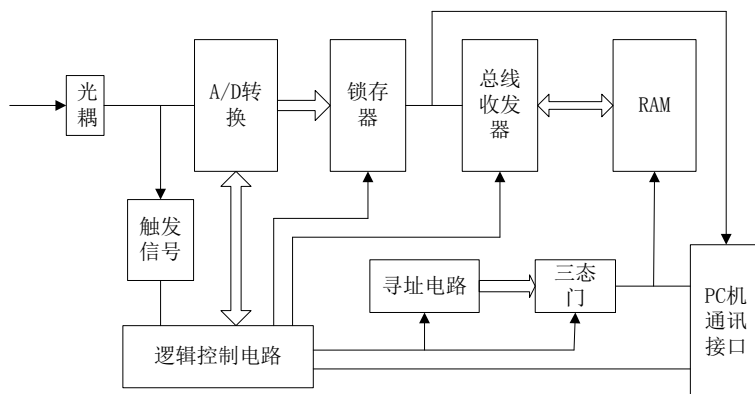 光
耦
A/D转
换
锁存
器
总线
收发
器
RAM
触发
信号
寻址电路
三态
门
PC机
通讯
接口
逻辑控制电路